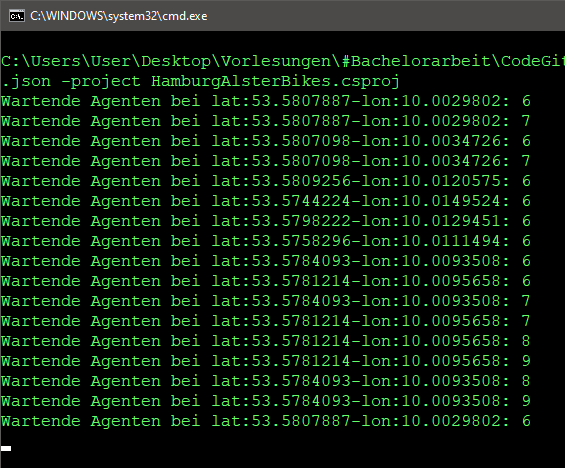 C:\WINDOWS\system32\cmd.exe
C:\Users\User\Desktop\Vorlesungen\#Bachelorarbeit\CodeGit
.json -project HamburgAlsterBikes.csproj
Wartende Agenten bei lat:53.5807887-lon:10.0029802: 6
Wartende Agenten bei lat:53.5807887-lon:10.0029802: 7
Wartende Agenten bei lat:53.5807098-lon:10.0034726: 6
Wartende Agenten bei lat:53.5807098-lon:10.0034726: 7
Wartende Agenten bei lat:53.5809256-lon:10.0120575: 6
Wartende Agenten bei lat:53.5744224-lon:10.0149524: 6
Wartende Agenten bei lat:53.5798222-lon:10.0129451: 6
Wartende Agenten bei lat:53.5758296-lon:10.0111494: 6
Wartende Agenten bei lat:53.5784093-lon:10.0093508: 6
Wartende Agenten bei lat:53.5781214-lon:10.0095658: 6
Wartende Agenten bei lat:53.5784093-lon:10.0093508: 7
Wartende Agenten bei lat:53.5781214-lon:10.0095658: 7
Wartende Agenten bei lat:53.5781214-lon:10.0095658: 8
Wartende Agenten bei lat:53.5781214-lon:10.0095658: 9
Wartende Agenten bei lat:53.5784093-lon:10.0093508: 8
Wartende Agenten bei lat:53.5784093-lon:10.0093508: 9
Wartende Agenten bei lat:53.5807887-lon:10.0029802: 6